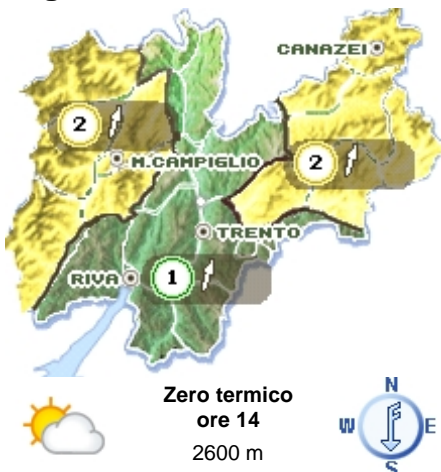 CANAZEI
2
M.CAMPIGLIO
2
TRENTO
RIVA
1
Zero termico
ore 14
2600 m
N
W
E
S